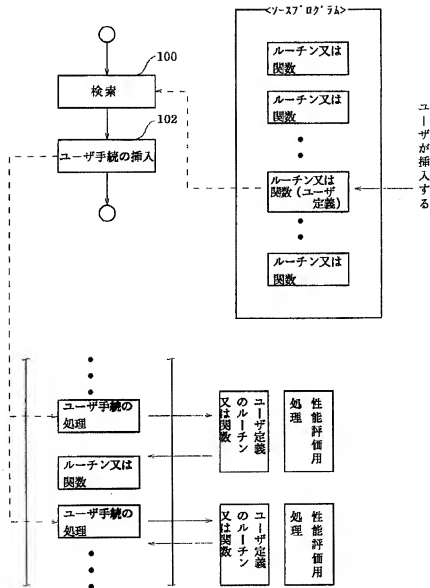 <ソースプログラム>
100
検索
102
ユーザ手続の挿入
ルーチン又は
関数
ルーチン又は
関数
ルーチン又は
関数(ユーザ
定義)
ルーチン又は
関数
ユーザが挿入する
ユーザ手続の
処理
ルーチン又は
関数
ユーザ手続の
処理
ユーザ定義
のルーチン
又は関数
性能評価用
処理
ユーザ定義
のルーチン
又は関数
性能評価用
処理